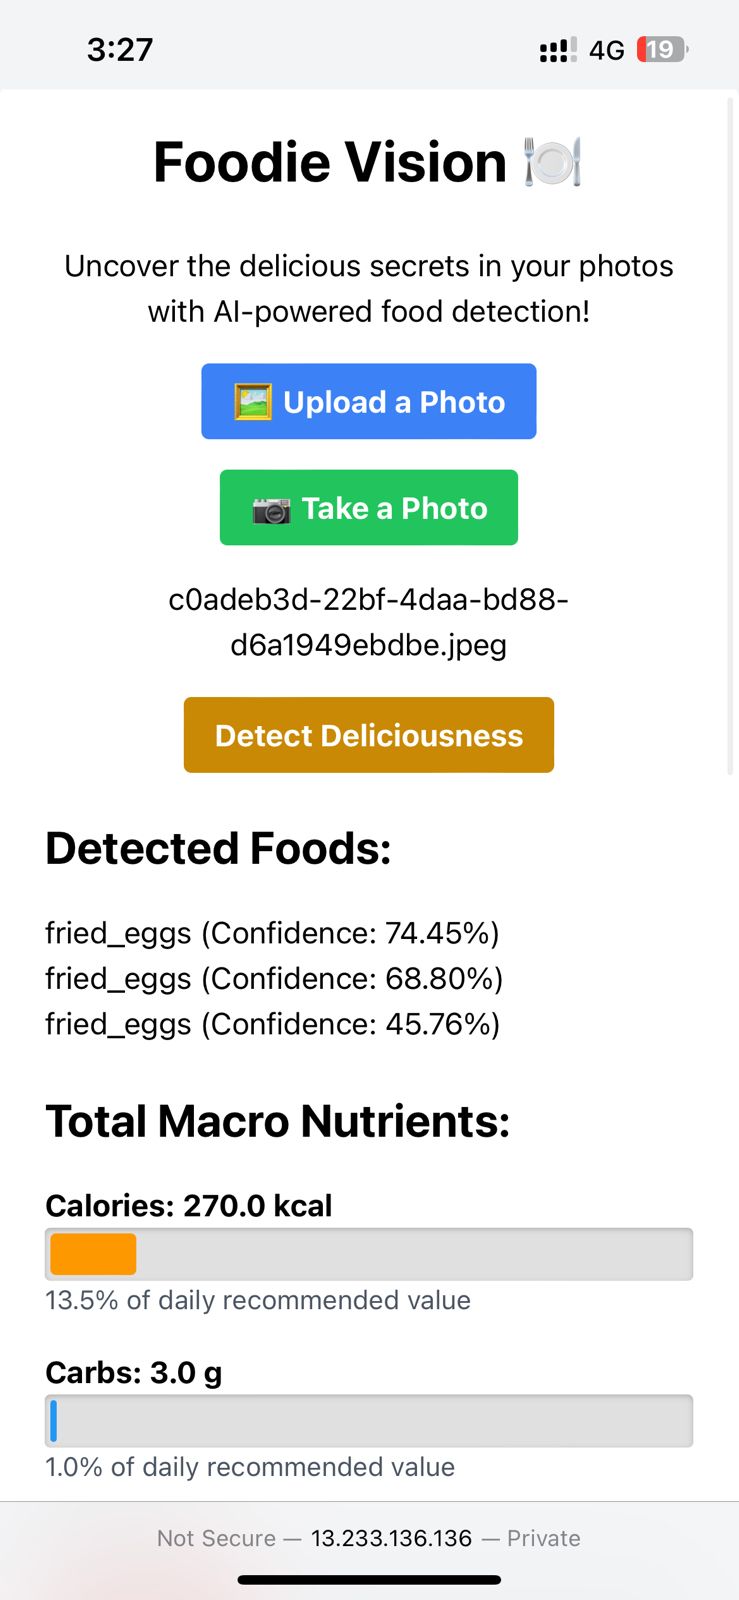 3:27
4G 19
Foodie Vision 🍽️
Uncover the delicious secrets in your photos
with AI-powered food detection!
🖼️ Upload a Photo
📷 Take a Photo
c0adeb3d-22bf-4daa-bd88-
d6a1949ebdbe.jpeg
Detect Deliciousness
Detected Foods:
fried_eggs (Confidence: 74.45%)
fried_eggs (Confidence: 68.80%)
fried_eggs (Confidence: 45.76%)
Total Macro Nutrients:
Calories: 270.0 kcal
13.5% of daily recommended value
Carbs: 3.0 g
1.0% of daily recommended value
Not Secure — 13.233.136.136 — Private